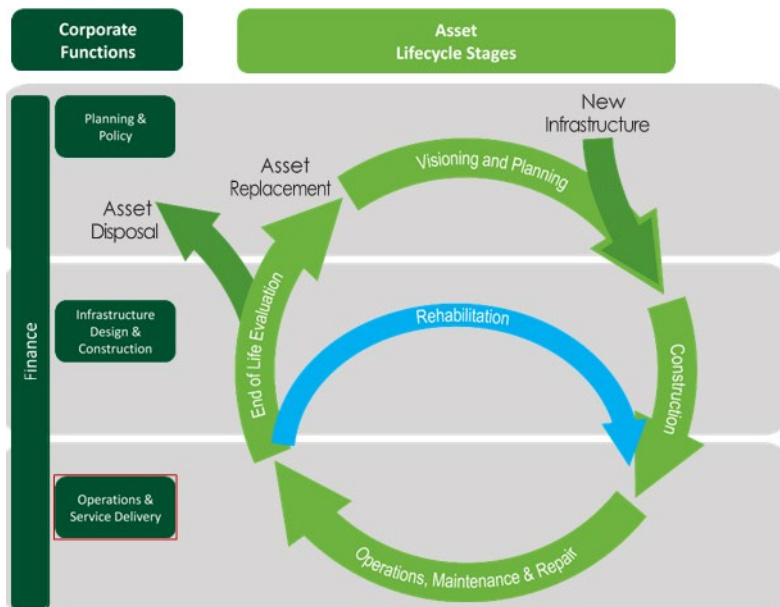 Corporate
Functions
Asset
Lifecycle Stages
Finance
Planning &
Policy
New
Infrastructure
Visioning and Planning
Asset
Replacement
Asset
Disposal
Infrastructure
Design &
Construction
End of Life Evaluation
Rehabilitation
Construction
Operations &
Service Delivery
Operations, Maintenance & Repair